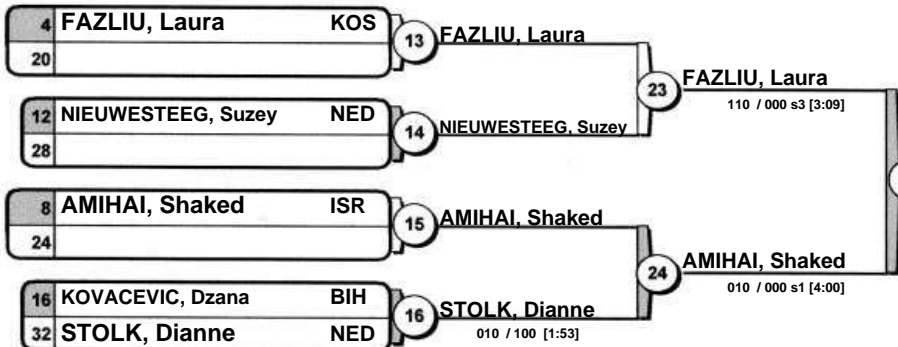 4 FAZLIU, Laura KOS
20
13 FAZLIU, Laura
12 NIEUWESTEEG, Suzey NED
28
14 NIEUWESTEEG, Suzey
23 FAZLIU, Laura
110 / 000 s3 [3:09]
8 AMIHAI, Shaked ISR
24
15 AMIHAI, Shaked
16 KOVACEVIC, Dzana BIH
32 STOLK, Dianne NED
16 STOLK, Dianne
010 / 100 [1:53]
24 AMIHAI, Shaked
010 / 000 s1 [4:00]